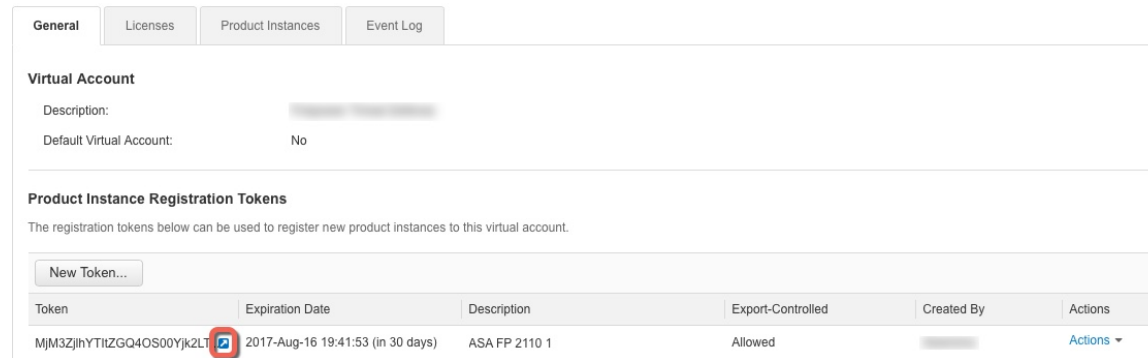 General Licenses Product Instances Event Log
Virtual Account
Description:
Default Virtual Account: No
Product Instance Registration Tokens
The registration tokens below can be used to register new product instances to this virtual account.
New Token...
Token Expiration Date Description Export-Controlled Created By Actions
2017-Aug-16 19:41:53 (in 30 days) ASA FP 2110 1 Allowed Actions